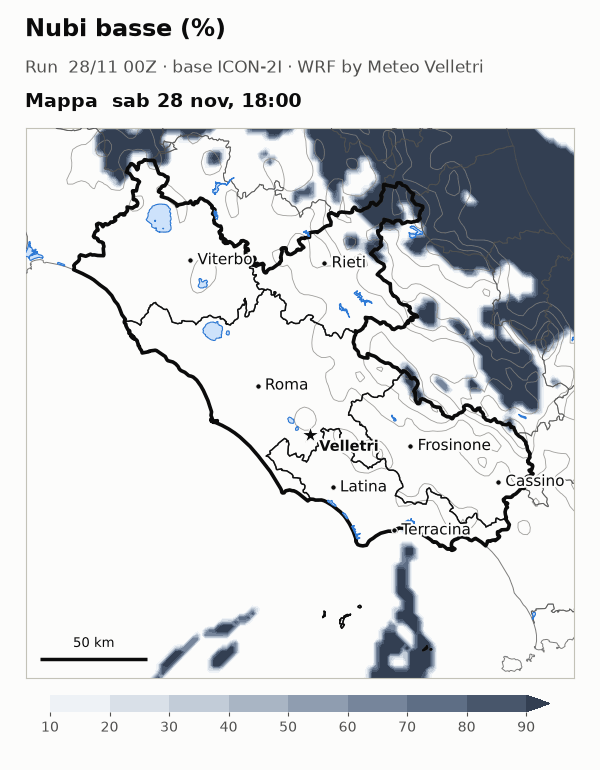 Nubi basse (%)
Run  28/11 00Z · base ICON-2I · WRF by Meteo Velletri
Mappa  sab 28 nov, 18:00
Viterbo
Rieti
Roma
Velletri
Frosinone
Latina
Cassino
Terracina
50 km
10 20 30 40 50 60 70 80 90